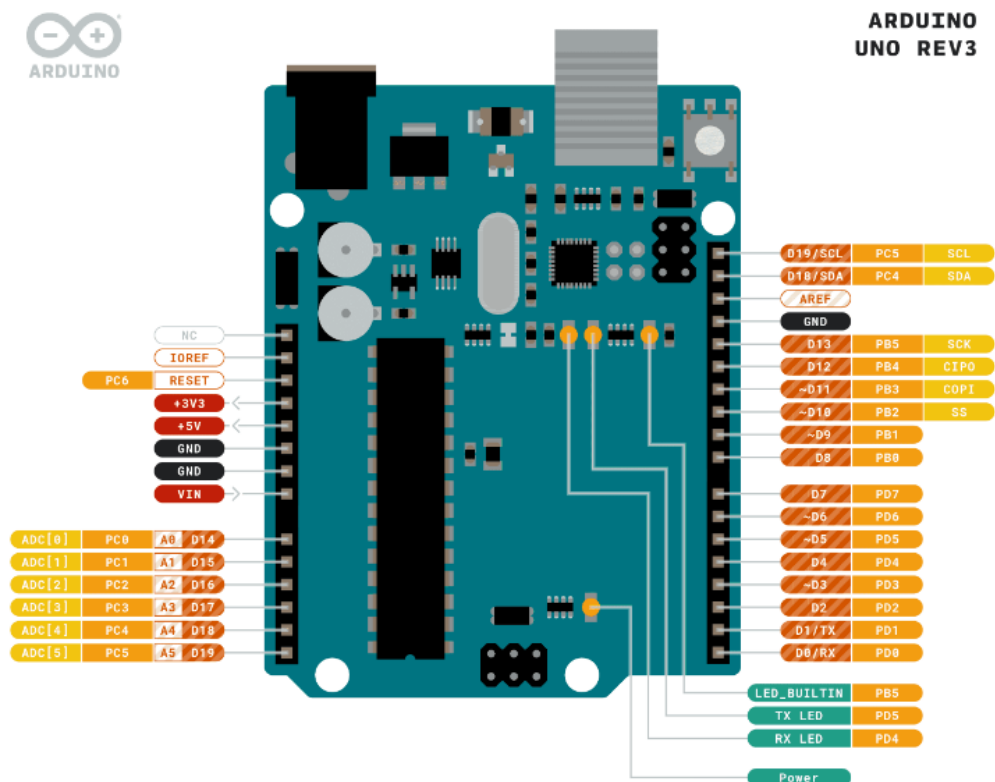 ARDUINO
ARDUINO
UNO REV3
NC
IOREF
PC6 RESET
+3V3
+5V
GND
GND
VIN
ADC[0] PC0 A0 D14
ADC[1] PC1 A1 D15
ADC[2] PC2 A2 D16
ADC[3] PC3 A3 D17
ADC[4] PC4 A4 D18
ADC[5] PC5 A5 D19
D19/SCL PC5 SCL
D18/SDA PC4 SDA
AREF
GND
D13 PB5 SCK
D12 PB4 CIPO
~D11 PB3 COPI
~D10 PB2 SS
~D9 PB1
D8 PB0
D7 PD7
~D6 PD6
~D5 PD5
D4 PD4
~D3 PD3
D2 PD2
D1/TX PD1
D0/RX PD0
LED_BUILTIN PB5
TX LED PD5
RX LED PD4
Power